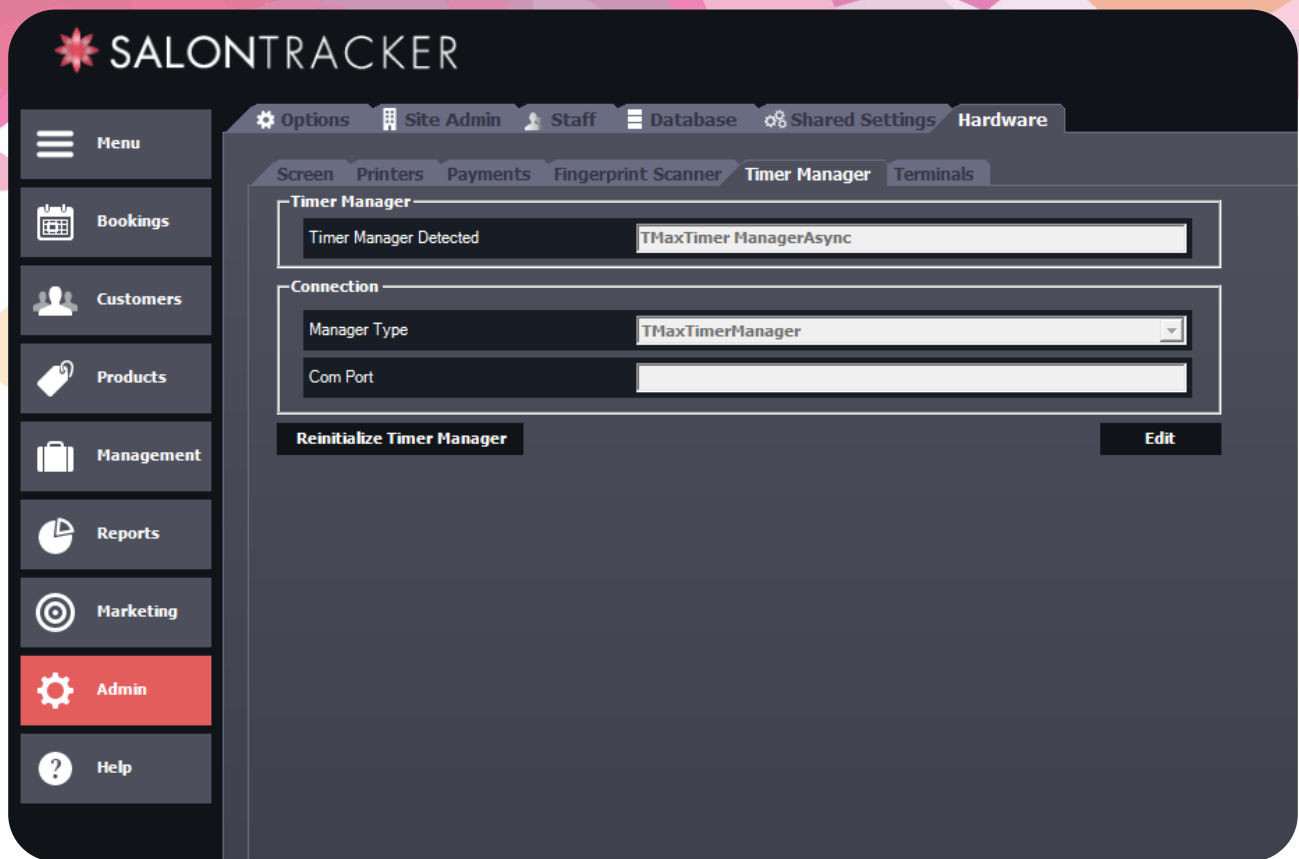 SALONTRACKER
Menu
Bookings
Customers
Products
Management
Reports
Marketing
Admin
? Help
Options Site Admin Staff Database Shared Settings Hardware
Screen Printers Payments Fingerprint Scanner Timer Manager Terminals
Timer Manager
Timer Manager Detected TMaxTimer ManagerAsync
Connection
Manager Type TMaxTimerManager
Com Port
Reinitialize Timer Manager Edit